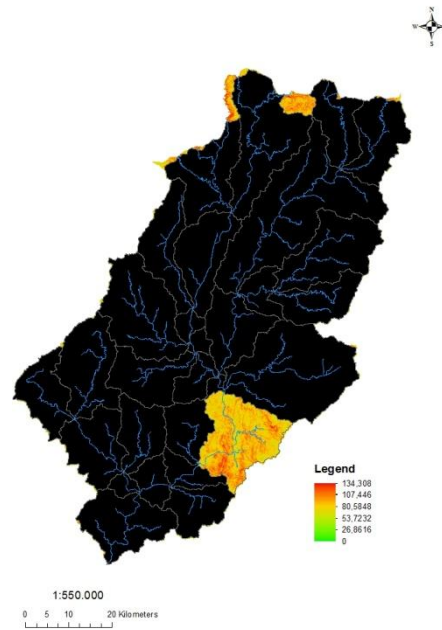 N
W E
S
Legend
134,308
107,446
80,5848
53,7232
26,8616
0
1:550.000
0 5 10 20 Kilometers